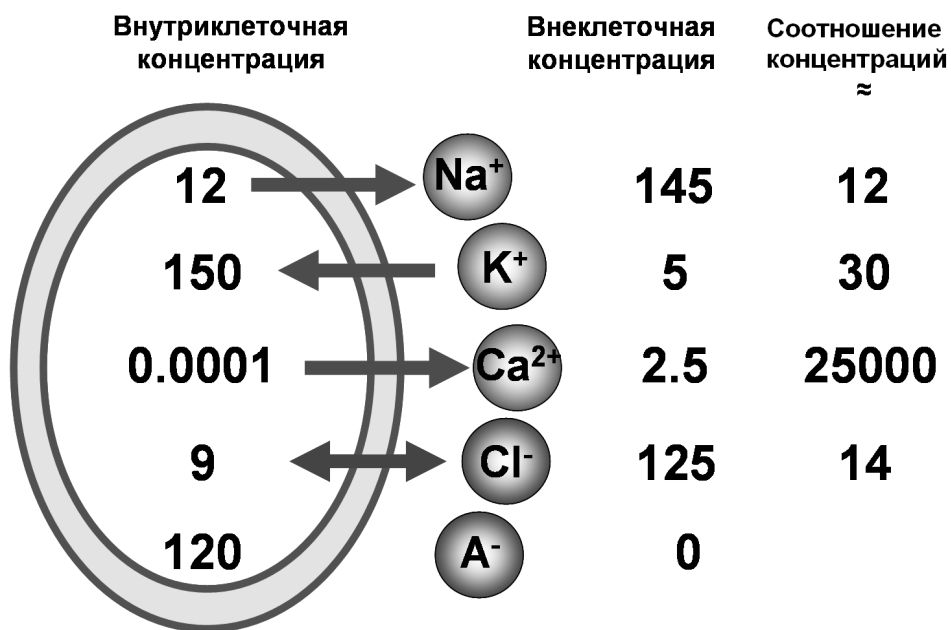 Внутриклеточная
концентрация
Внеклеточная
концентрация
Соотношение
концентраций
≈
12 Na⁺ 145 12
150 K⁺ 5 30
0.0001 Ca²⁺ 2.5 25000
9 Cl⁻ 125 14
120 A⁻ 0